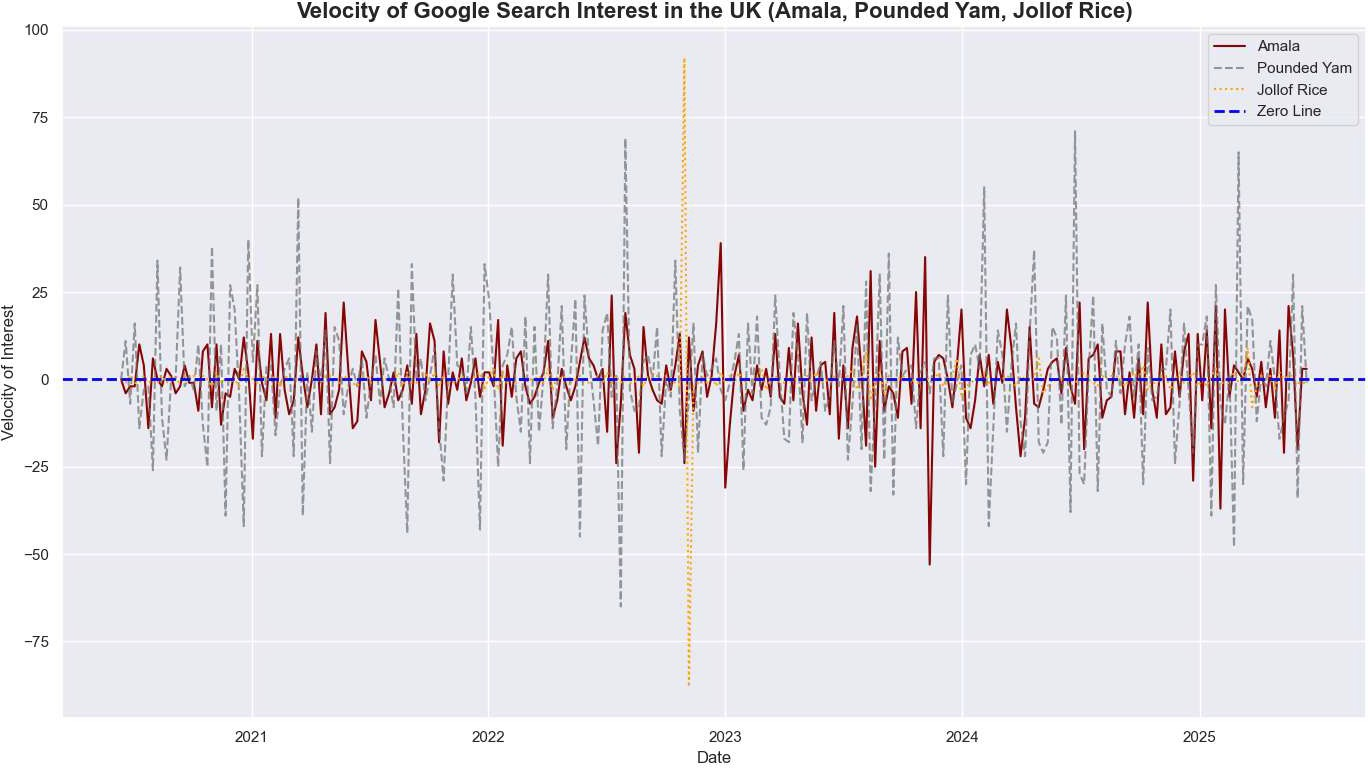 Velocity of Google Search Interest in the UK (Amala, Pounded Yam, Jollof Rice)
Amala
Pounded Yam
Jollof Rice
Zero Line
Velocity of Interest
100
75
50
25
0
−25
−50
−75
2021
2022
2023
2024
2025
Date